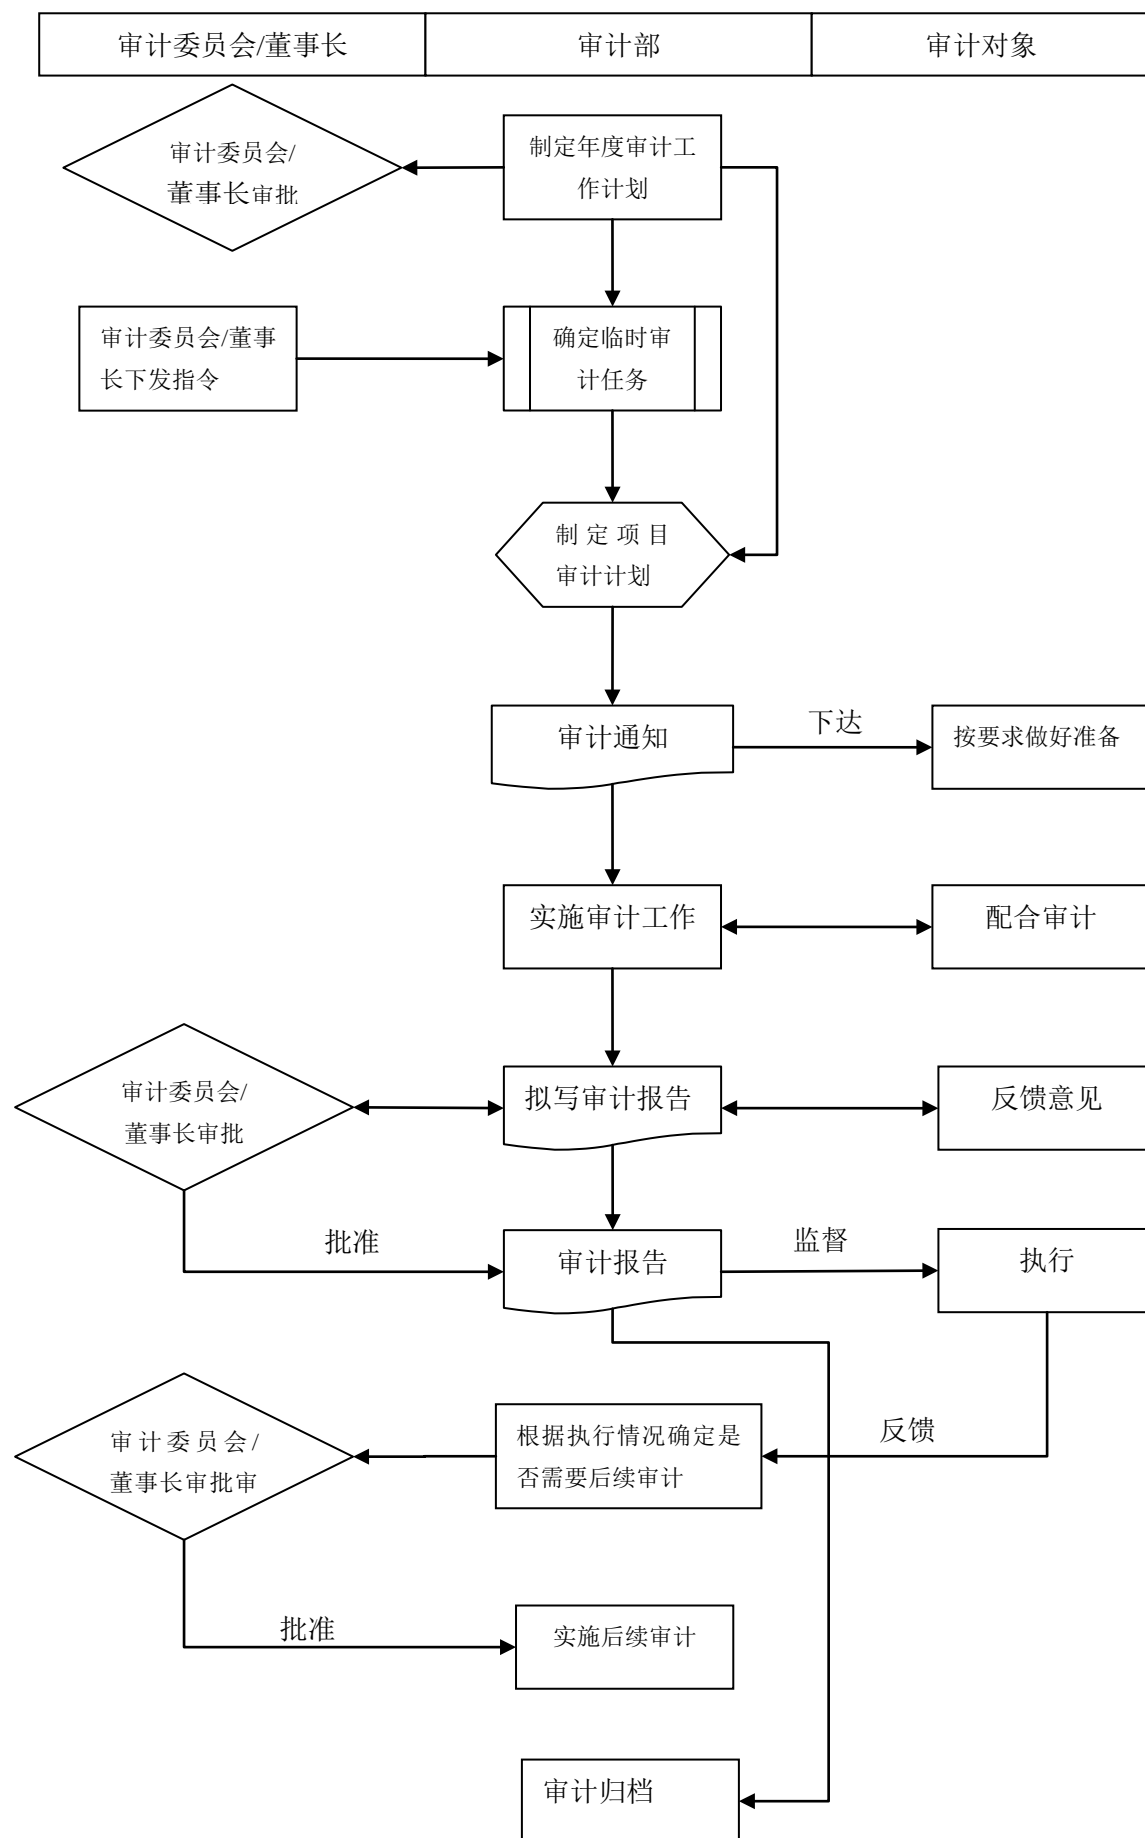 审计委员会/董事长
审计部
审计对象
审计委员会/
董事长审批
制定年度审计工
作计划
审计委员会/董事
长下发指令
确定临时审
计任务
制定项目
审计计划
审计通知
下达
按要求做好准备
实施审计工作
配合审计
审计委员会/
董事长审批
拟写审计报告
反馈意见
批准
审计报告
监督
执行
审计委员会/
董事长审批审
根据执行情况确定是
否需要后续审计
反馈
批准
实施后续审计
审计归档